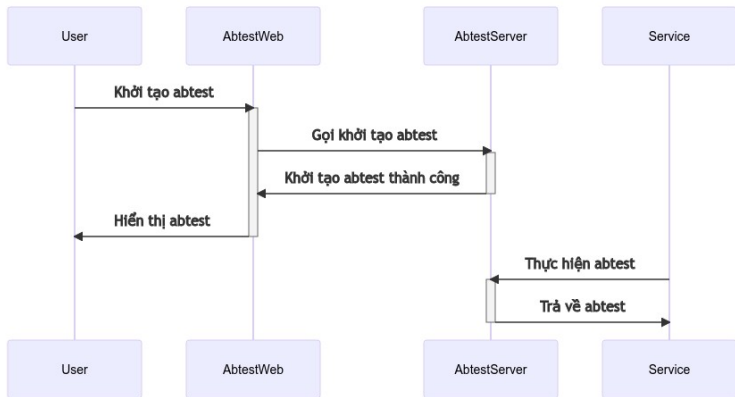 User
AbtestWeb
AbtestServer
Service
Khởi tạo abtest
Gọi khởi tạo abtest
Khởi tạo abtest thành công
Hiển thị abtest
Thực hiện abtest
Trả về abtest
User
AbtestWeb
AbtestServer
Service